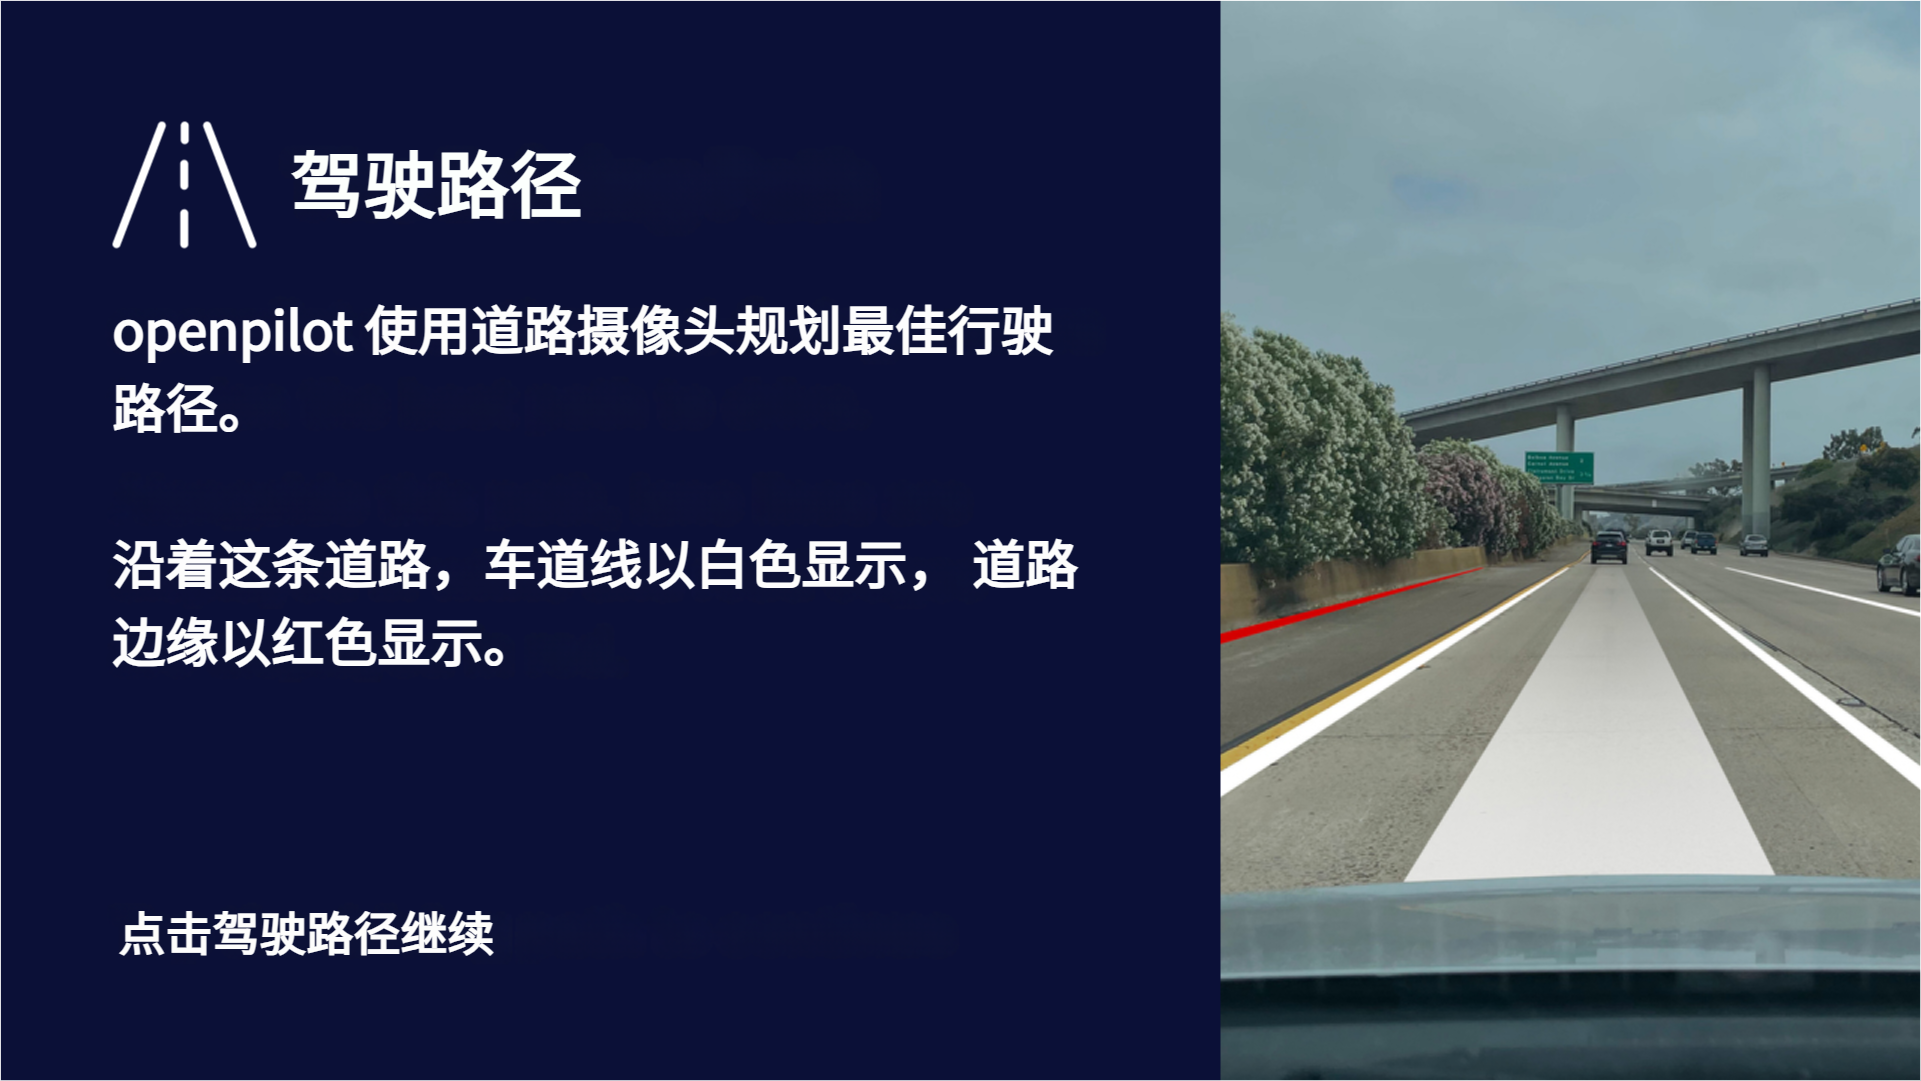 驾驶路径
openpilot 使用道路摄像头规划最佳行驶
路径。
沿着这条道路，车道线以白色显示， 道路
边缘以红色显示。
点击驾驶路径继续